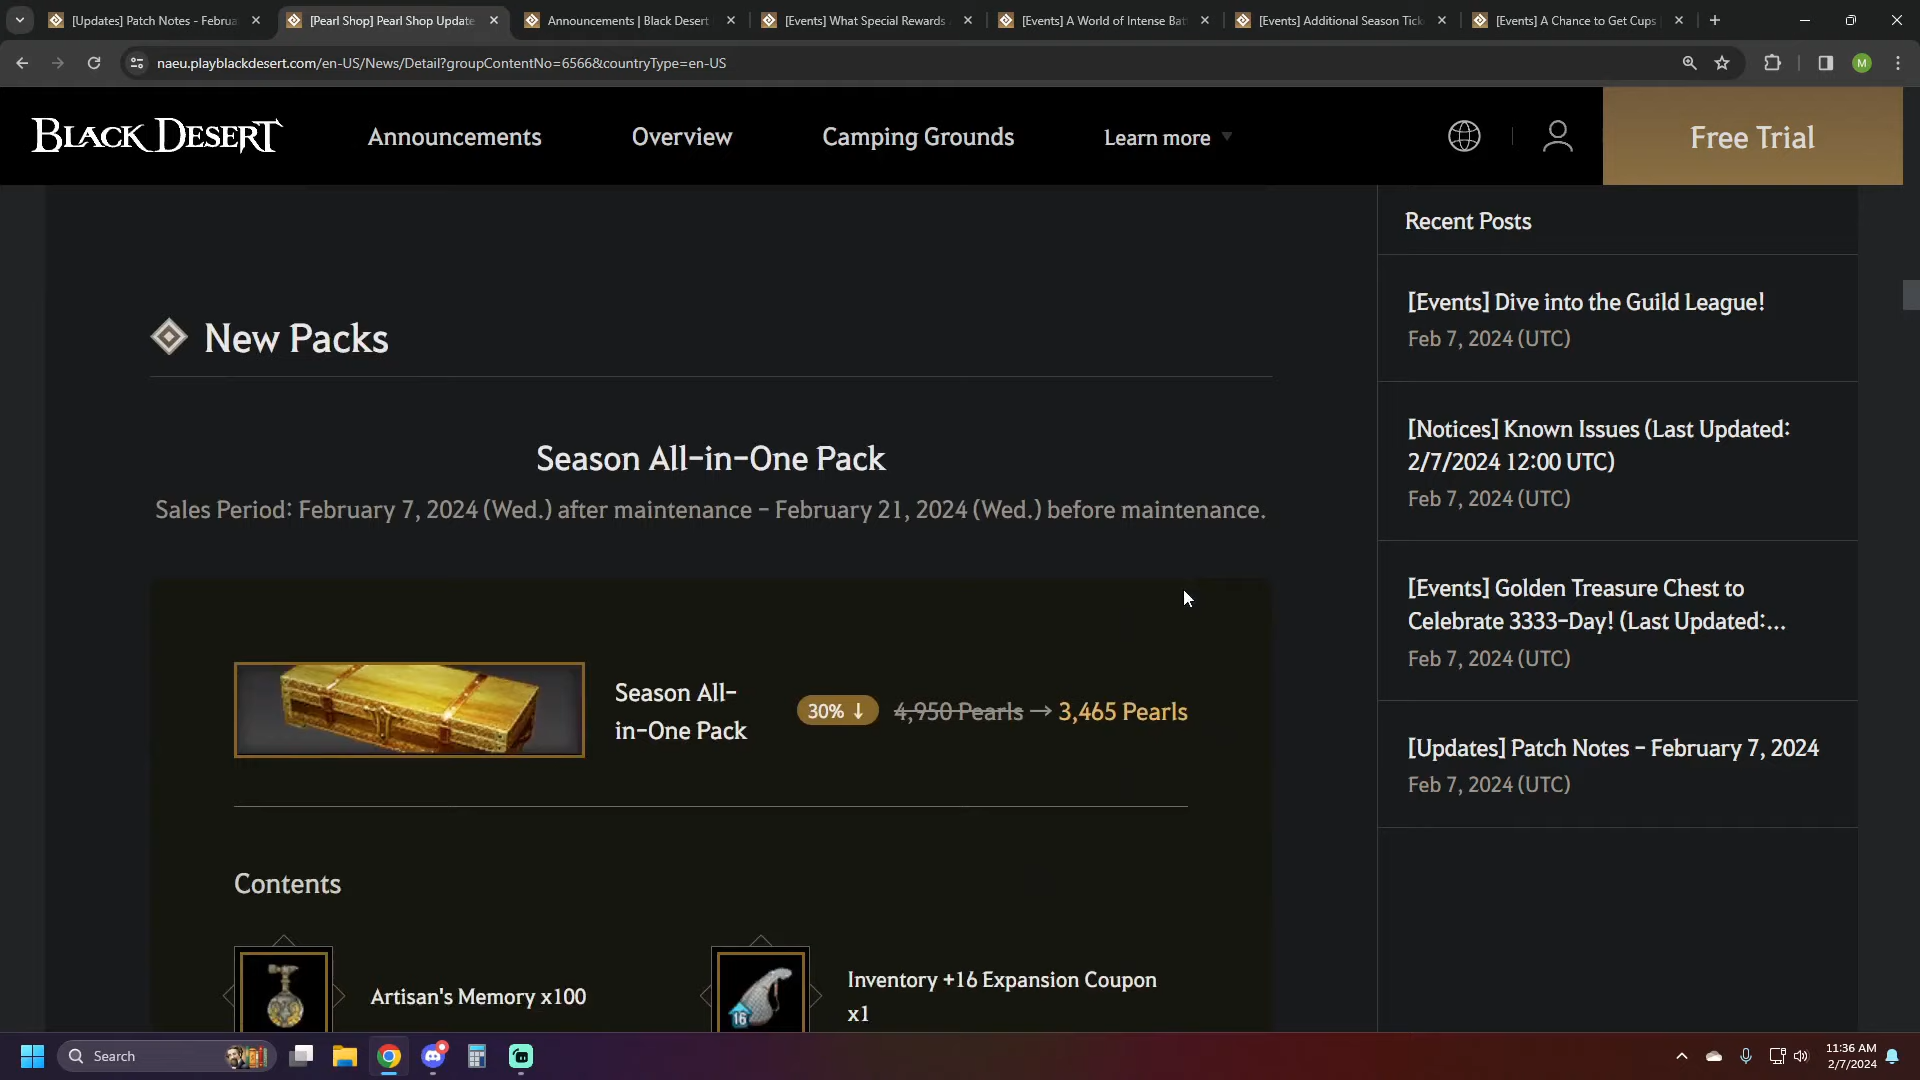 [Updates] Patch Notes - Februa
[Pearl Shop] Pearl Shop Update
Announcements | Black Desert
[Events] What Special Rewards
[Events] A World of Intense Bat
[Events] Additional Season Tick
[Events] A Chance to Get Cups
naeu.playblackdesert.com/en-US/News/Detail?groupContentNo=6566&countryType=en-US
M
BLACK DESERT
Announcements
Overview
Camping Grounds
Learn more
Free Trial
New Packs
Season All-in-One Pack
Sales Period: February 7, 2024 (Wed.) after maintenance - February 21, 2024 (Wed.) before maintenance.
Season All-
in-One Pack
30% ↓
4,950 Pearls → 3,465 Pearls
Contents
Artisan's Memory x100
16
Inventory +16 Expansion Coupon
x1
Recent Posts
[Events] Dive into the Guild League!
Feb 7, 2024 (UTC)
[Notices] Known Issues (Last Updated:
2/7/2024 12:00 UTC)
Feb 7, 2024 (UTC)
[Events] Golden Treasure Chest to
Celebrate 3333-Day! (Last Updated:...
Feb 7, 2024 (UTC)
[Updates] Patch Notes - February 7, 2024
Feb 7, 2024 (UTC)
Search
11:36 AM
2/7/2024